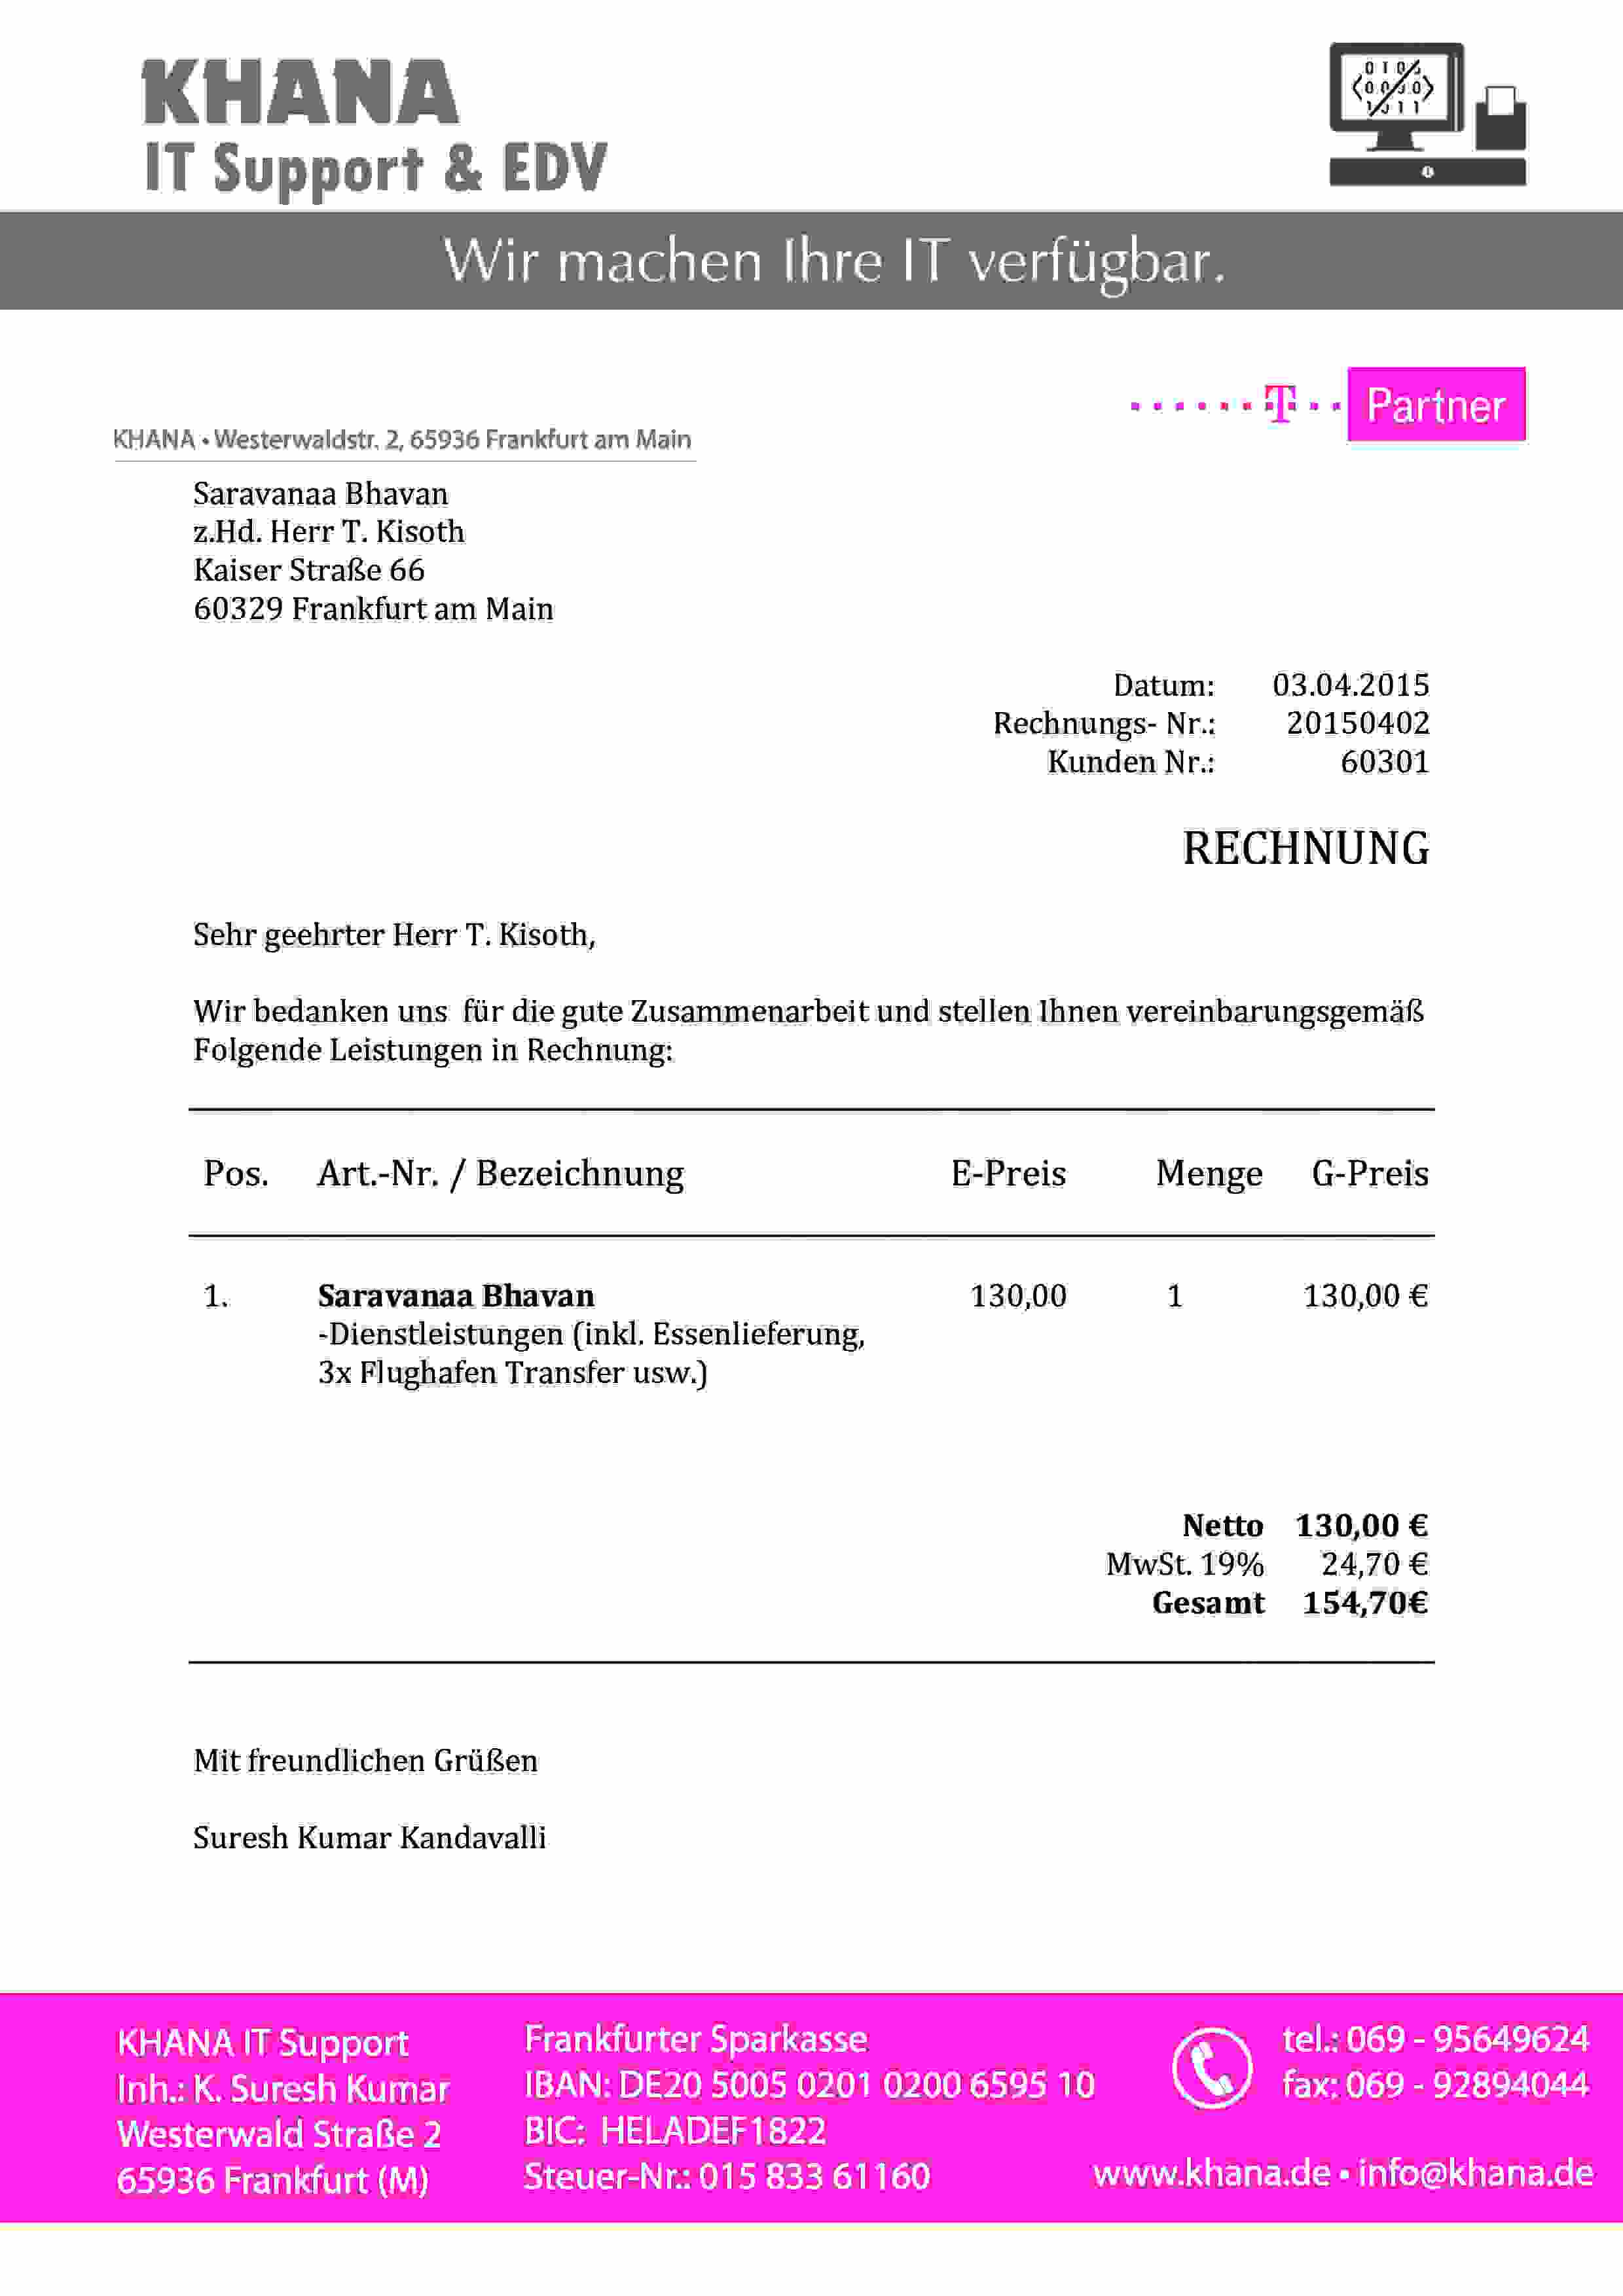 KHANA
IT Support & EDV
Wir machen Ihre IT verfügbar.
T Partner
KHANA • Westerwaldstr. 2, 65936 Frankfurt am Main
Saravanaa Bhavan
z.Hd. Herr T. Kisoth
Kaiser Straße 66
60329 Frankfurt am Main
Datum: 03.04.2015
Rechnungs- Nr.: 20150402
Kunden Nr.: 60301
RECHNUNG
Sehr geehrter Herr T. Kisoth,
Wir bedanken uns für die gute Zusammenarbeit und stellen Ihnen vereinbarungsgemäß
Folgende Leistungen in Rechnung:
Pos. Art.-Nr. / Bezeichnung E-Preis Menge G-Preis
1. Saravanaa Bhavan 130,00 1 130,00 €
-Dienstleistungen (inkl. Essenlieferung,
3x Flughafen Transfer usw.)
Netto 130,00 €
MwSt. 19% 24,70 €
Gesamt 154,70€
Mit freundlichen Grüßen
Suresh Kumar Kandavalli
KHANA IT Support
Inh.: K. Suresh Kumar
Westerwald Straße 2
65936 Frankfurt (M)
Frankfurter Sparkasse
IBAN: DE20 5005 0201 0200 6595 10
BIC: HELADEF1822
Steuer-Nr.: 015 833 61160
tel.: 069 - 95649624
fax: 069 - 92894044
www.khana.de • info@khana.de